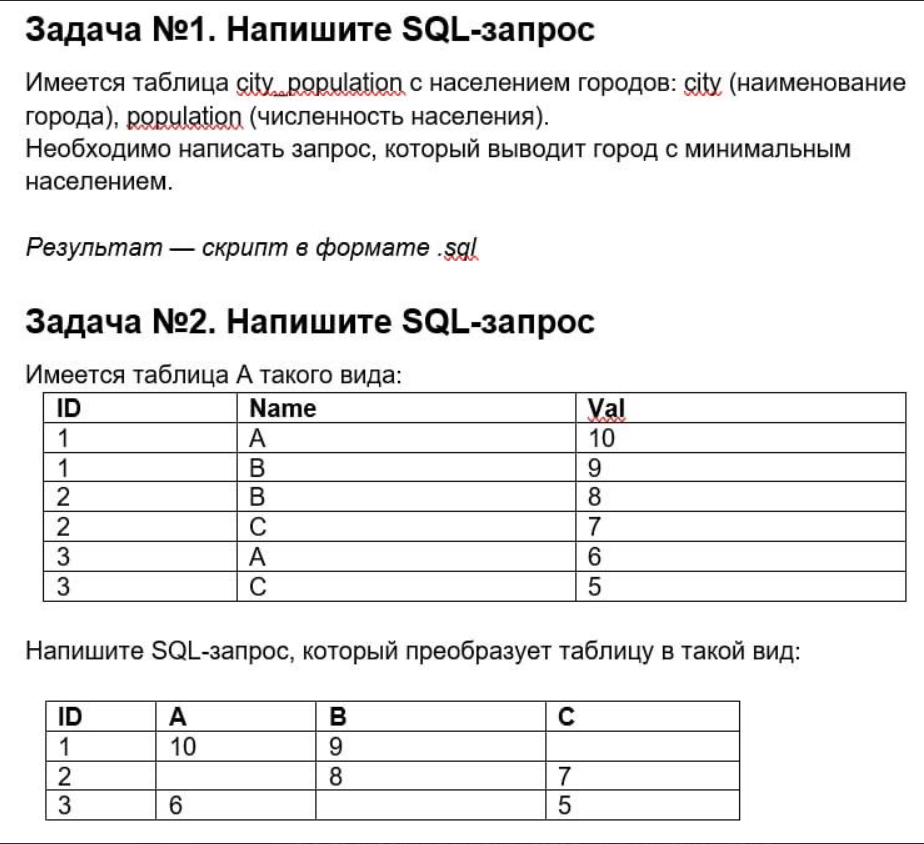 Задача №1. Напишите SQL-запрос
Имеется таблица city_population с населением городов: city (наименование
города), population (численность населения).
Необходимо написать запрос, который выводит город с минимальным
населением.
Результат — скрипт в формате .sql
Задача №2. Напишите SQL-запрос
Имеется таблица А такого вида:
ID Name Val
1 A 10
1 B 9
2 B 8
2 C 7
3 A 6
3 C 5
Напишите SQL-запрос, который преобразует таблицу в такой вид:
ID A B C
1 10 9
2 8 7
3 6 5